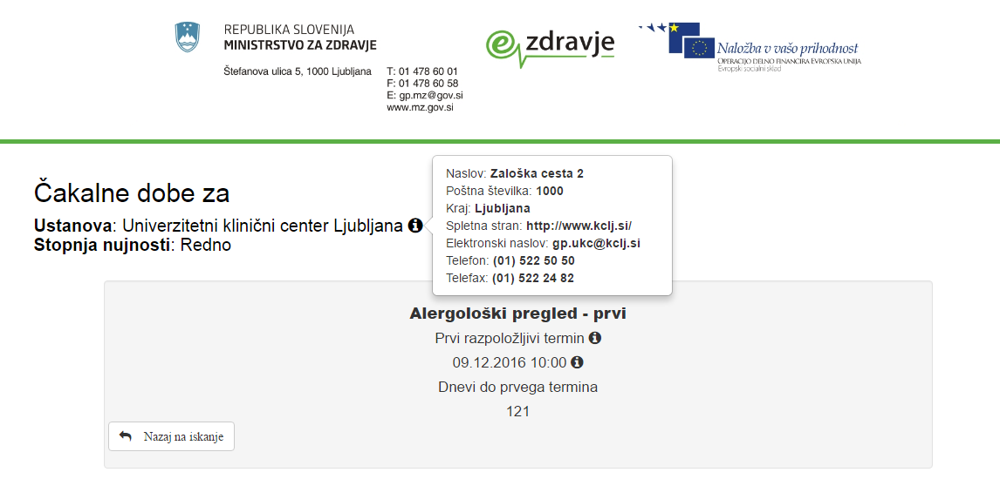 REPUBLIKA SLOVENIJA
MINISTRSTVO ZA ZDRAVJE
Štefanova ulica 5, 1000 Ljubljana
T: 01 478 60 01
F: 01 478 60 58
E: gp.mz@gov.si
www.mz.gov.si
e zdravje
Naložba v vašo prihodnost
OPERACIJO DELNO FINANCIRA EVROPSKA UNIJA
Evropski socialni sklad
Čakalne dobe za
Ustanova: Univerzitetni klinični center Ljubljana
Stopnja nujnosti: Redno
Naslov: Zaloška cesta 2
Poštna številka: 1000
Kraj: Ljubljana
Spletna stran: http://www.kclj.si/
Elektronski naslov: gp.ukc@kclj.si
Telefon: (01) 522 50 50
Telefax: (01) 522 24 82
Alergološki pregled - prvi
Prvi razpoložljivi termin
09.12.2016 10:00
Dnevi do prvega termina
121
Nazaj na iskanje